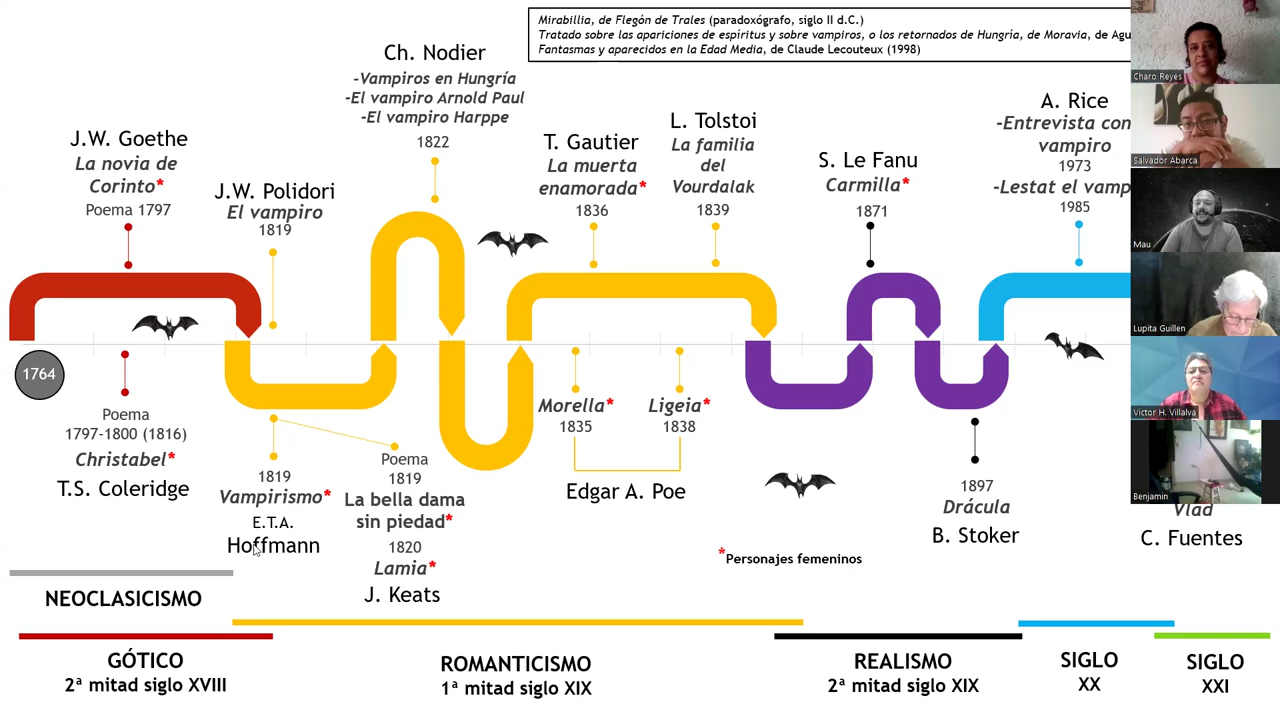 Mirabillia, de Flegón de Trales (paradoxógrafo, siglo II d.C.)
Tratado sobre las apariciones de espíritus y sobre vampiros, o los retornados de Hungría, de Moravia, de
Fantasmas y aparecidos en la Edad Media, de Claude Lecouteux (1998)
Ch. Nodier
-Vampiros en Hungría
-El vampiro Arnold Paul
-El vampiro Harppe
1822
J.W. Goethe
La novia de
Corinto*
Poema 1797
J.W. Polidori
El vampiro
1819
T. Gautier
La muerta
enamorada*
1836
L. Tolstoi
La familia
del
Vourdalak
1839
S. Le Fanu
Carmilla*
1871
A. Rice
-Entrevista con
vampiro
1973
-Lestat el
1985
1764
Poema
1797-1800 (1816)
Christabel*
T.S. Coleridge
1819
Vampirismo*
E.T.A.
Hoffmann
Poema
1819
La bella dama
sin piedad*
1820
Lamia*
J. Keats
Morella*
1835
Ligeia*
1838
Edgar A. Poe
1897
Drácula
B. Stoker
Vlad
C. Fuentes
*Personajes femeninos
NEOCLASICISMO
GÓTICO
2ª mitad siglo XVIII
ROMANTICISMO
1ª mitad siglo XIX
REALISMO
2ª mitad siglo XIX
SIGLO
XX
SIGLO
XXI
Charo Reyes
Salvador Abarca
Mau
Lupita Guillen
Víctor H. Villalva
Benjamin